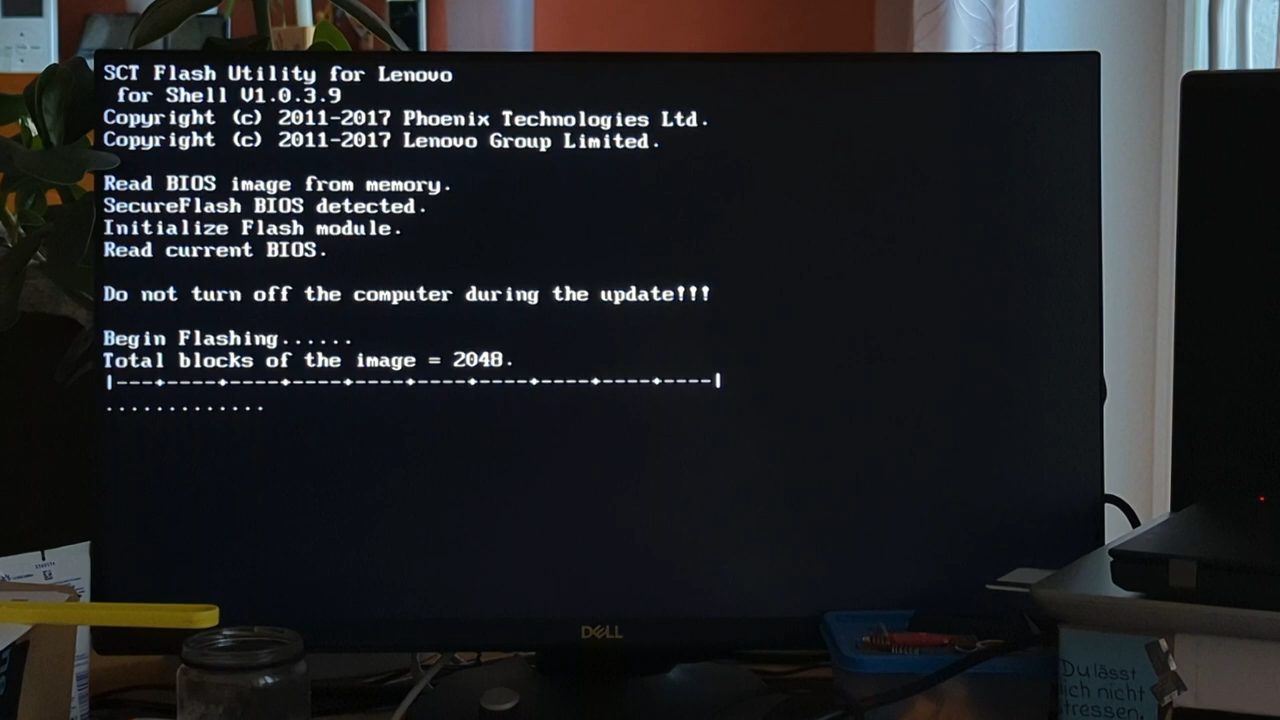 SCT Flash Utility for Lenovo
for Shell V1.0.3.9
Copyright (c) 2011-2017 Phoenix Technologies Ltd.
Copyright (c) 2011-2017 Lenovo Group Limited.
Read BIOS image from memory.
SecureFlash BIOS detected.
Initialize Flash module.
Read current BIOS.
Do not turn off the computer during the update!!!
Begin Flashing......
Total blocks of the image = 2048.
|----+----+----+----+----+----+----+----+----+----|
.............
DELL
Du lässt
ich nicht
stressen.